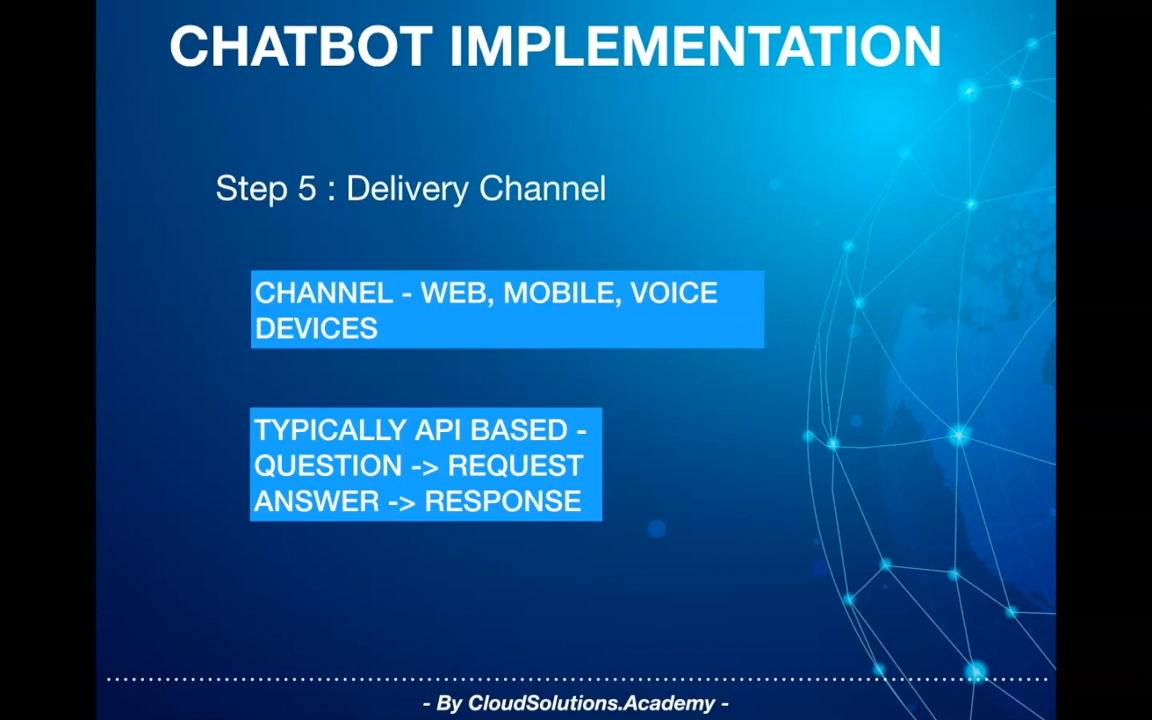 CHATBOT IMPLEMENTATION
Step 5 : Delivery Channel
CHANNEL - WEB, MOBILE, VOICE
DEVICES
TYPICALLY API BASED -
QUESTION -> REQUEST
ANSWER -> RESPONSE
- By CloudSolutions.Academy -